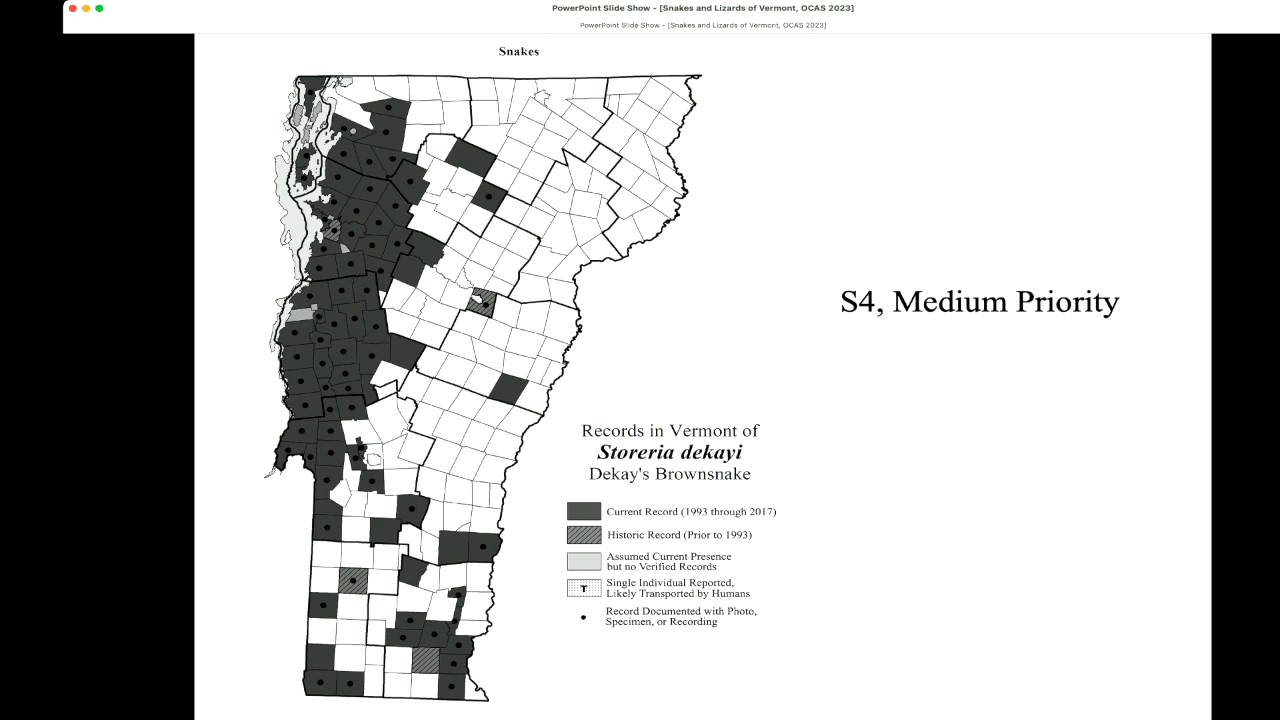 PowerPoint Slide Show - [Snakes and Lizards of Vermont, OCAS 2023]
PowerPoint Slide Show - [Snakes and Lizards of Vermont, OCAS 2023]
Snakes
S4, Medium Priority
Records in Vermont of
Storeria dekayi
Dekay's Brownsnake
Current Record (1993 through 2017)
Historic Record (Prior to 1993)
Assumed Current Presence
but no Verified Records
T
Single Individual Reported,
Likely Transported by Humans
Record Documented with Photo,
Specimen, or Recording